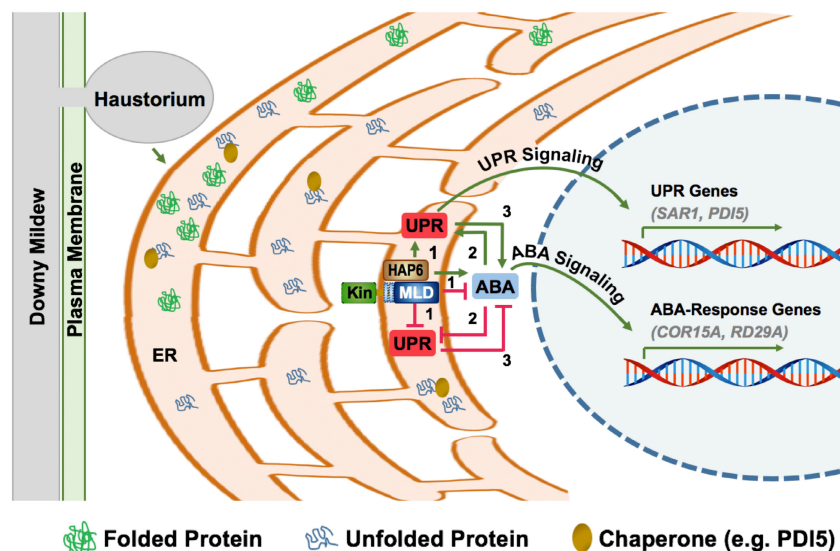 Downy Mildew
Plasma Membrane
Haustorium
ER
UPR Signaling
ABA Signaling
UPR
3
2
1
HAP6
Kin
MLD
1
ABA
1
2
UPR
3
UPR Genes
(SAR1, PDI5)
ABA-Response Genes
(COR15A, RD29A)
Folded Protein
Unfolded Protein
Chaperone (e.g. PDI5)